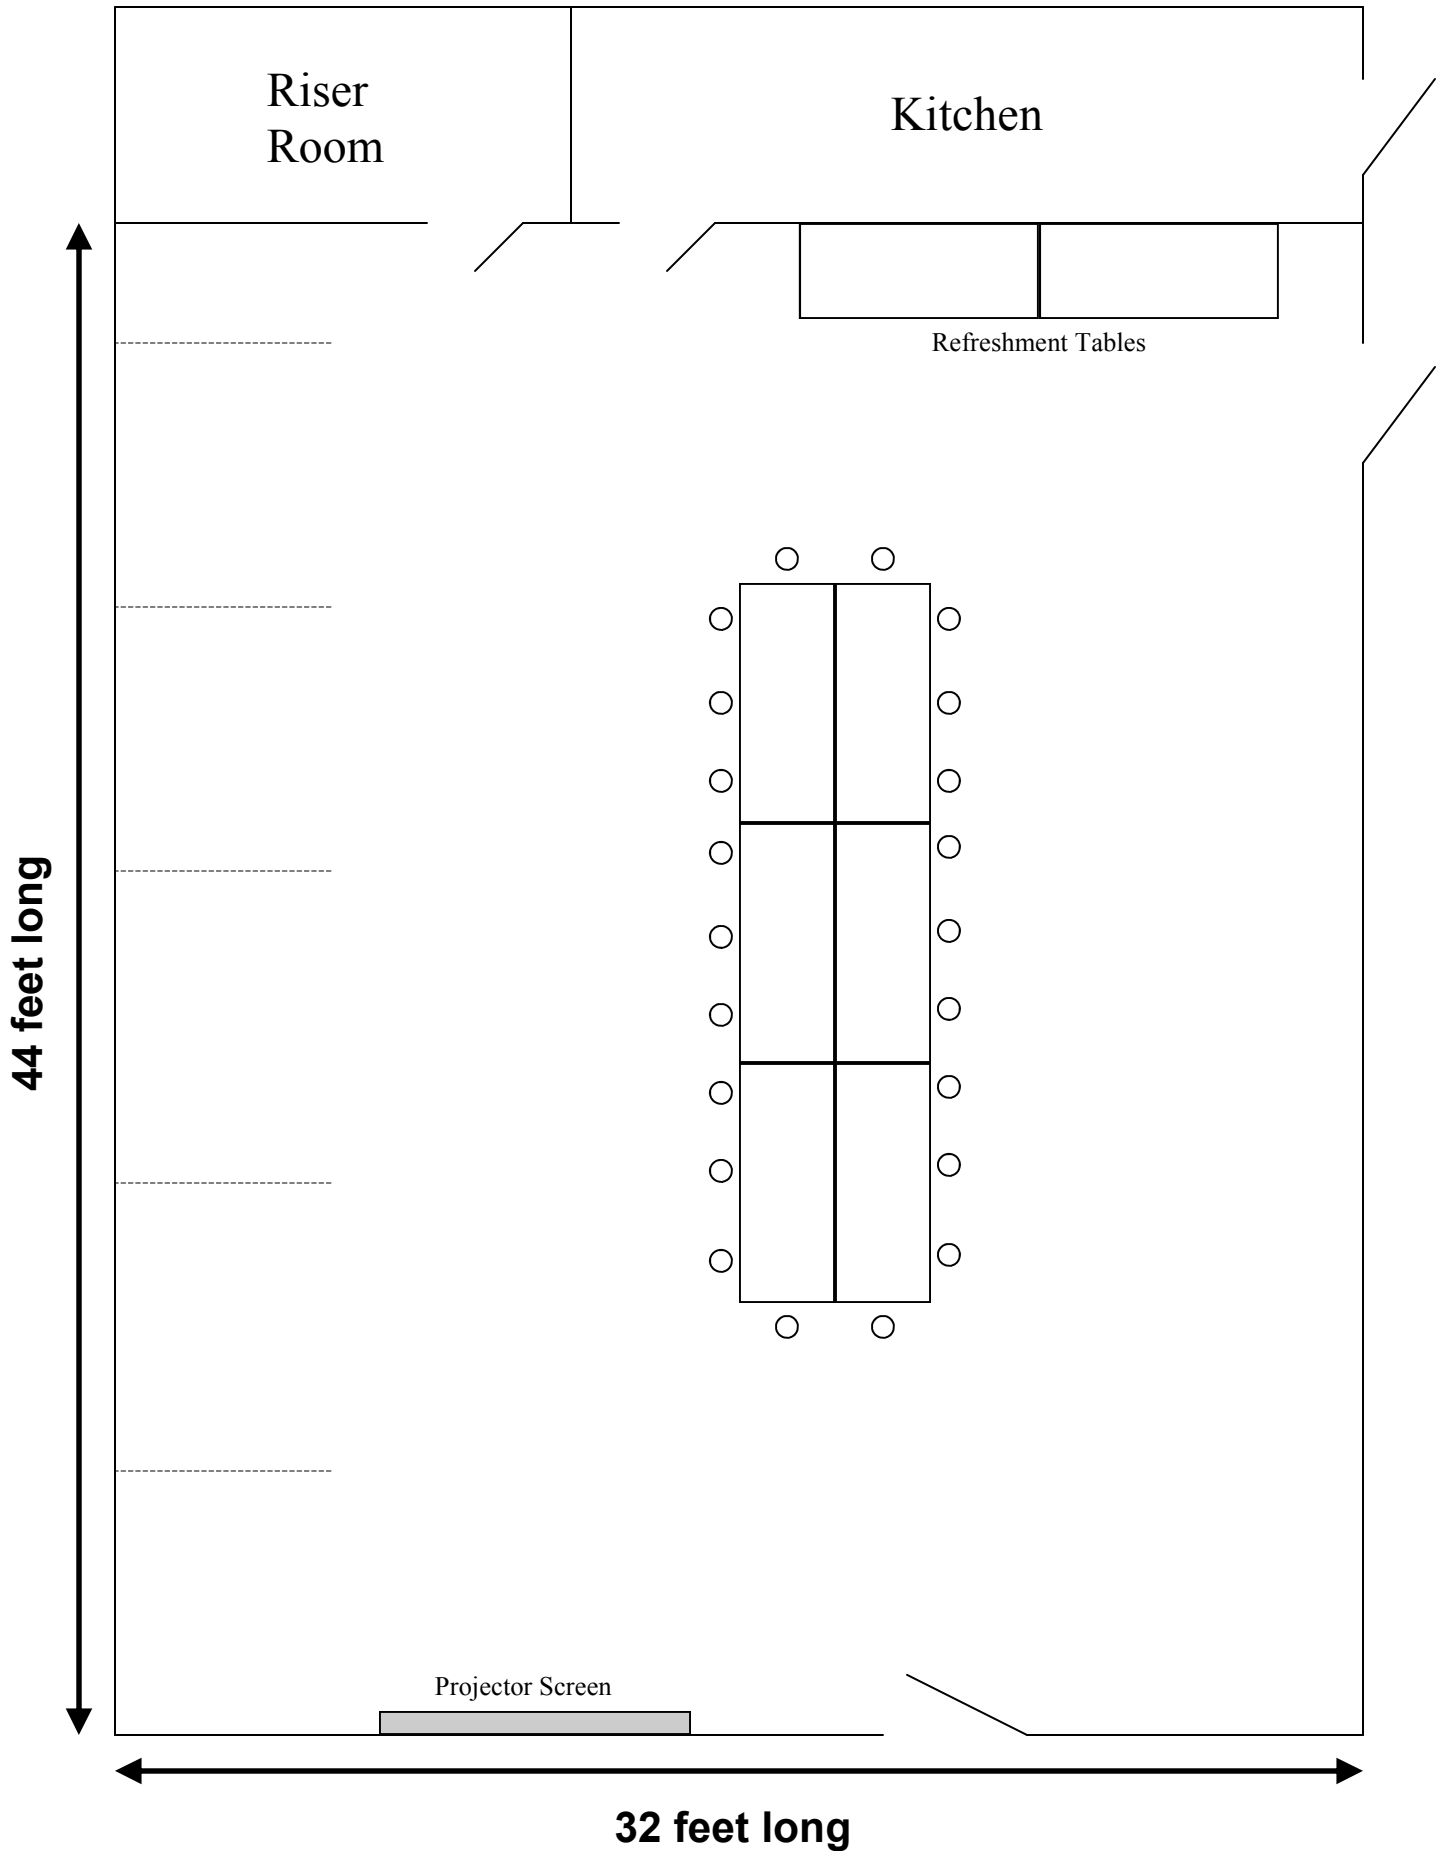 Riser
Room
Kitchen
Refreshment Tables
44 feet long
Projector Screen
32 feet long